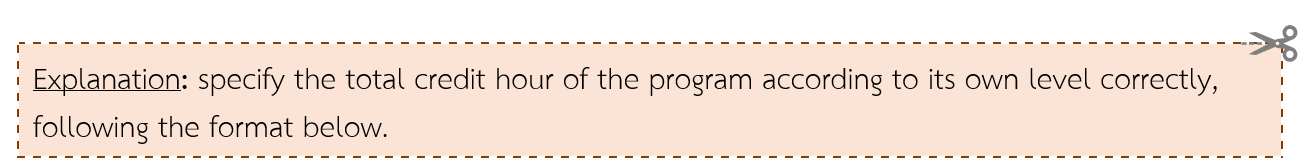 Explanation: specify the total credit hour of the program according to its own level correctly,
following the format below.